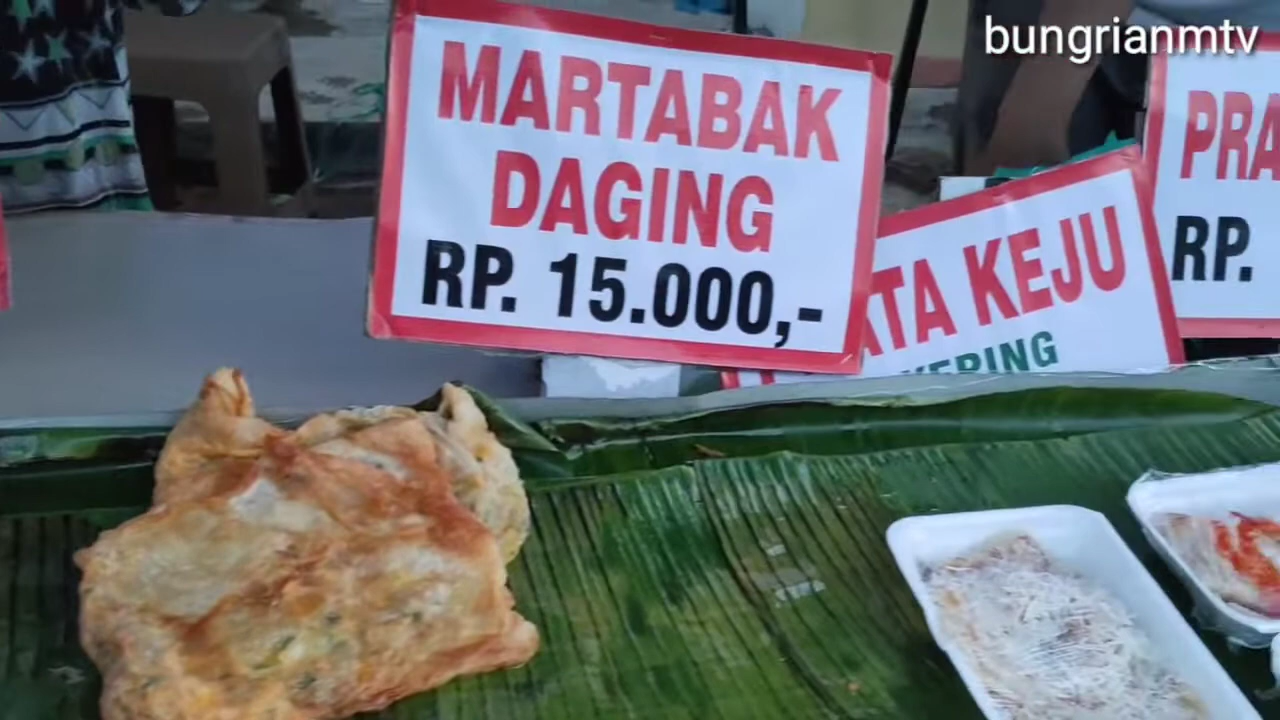 bungrianmtv
MARTABAK
DAGING
RP. 15.000,-
KEJU
RP.